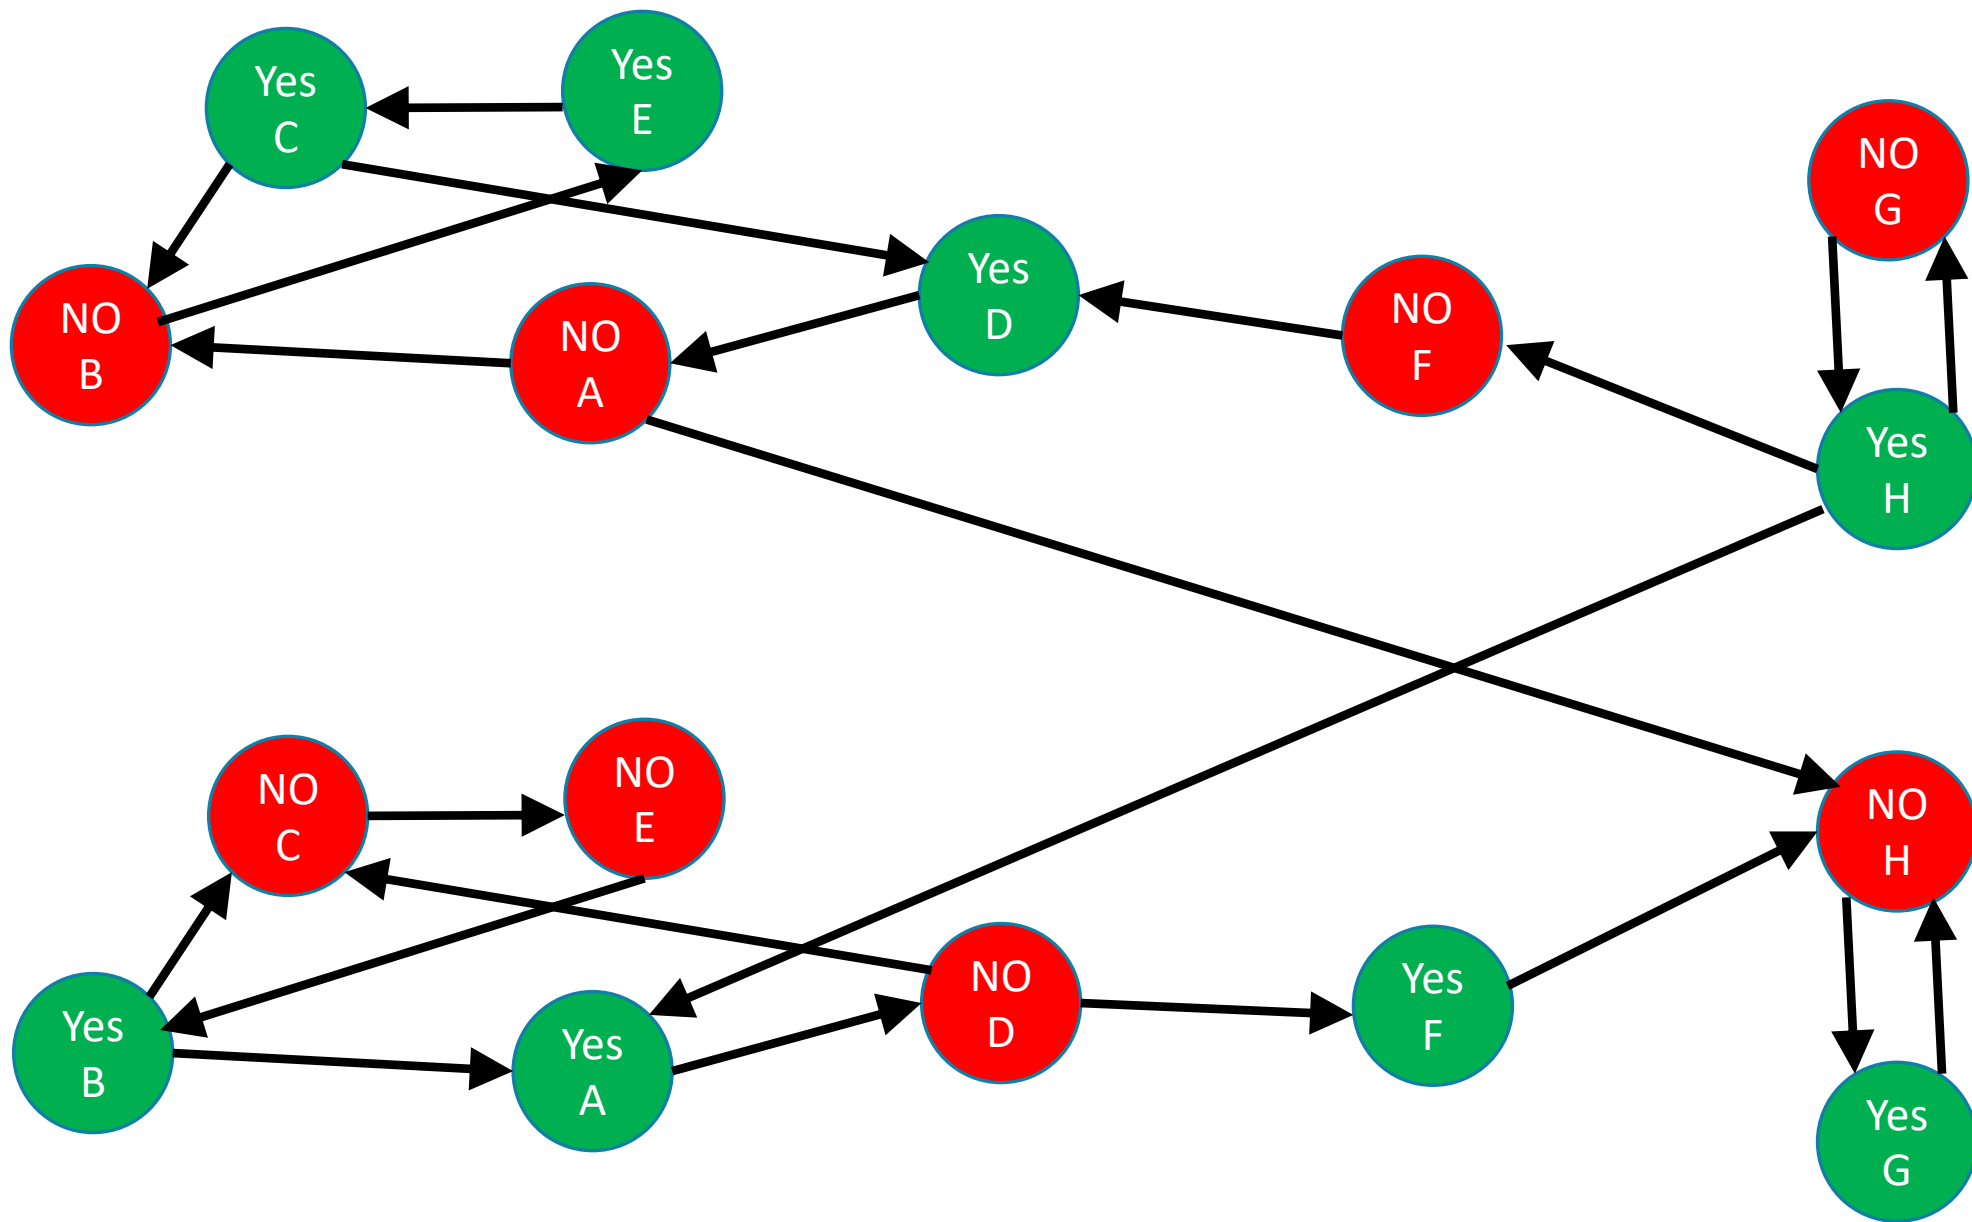 Yes
C
Yes
E
NO
G
NO
B
NO
A
Yes
D
NO
F
Yes
H
NO
C
NO
E
NO
H
Yes
B
Yes
A
NO
D
Yes
F
Yes
G